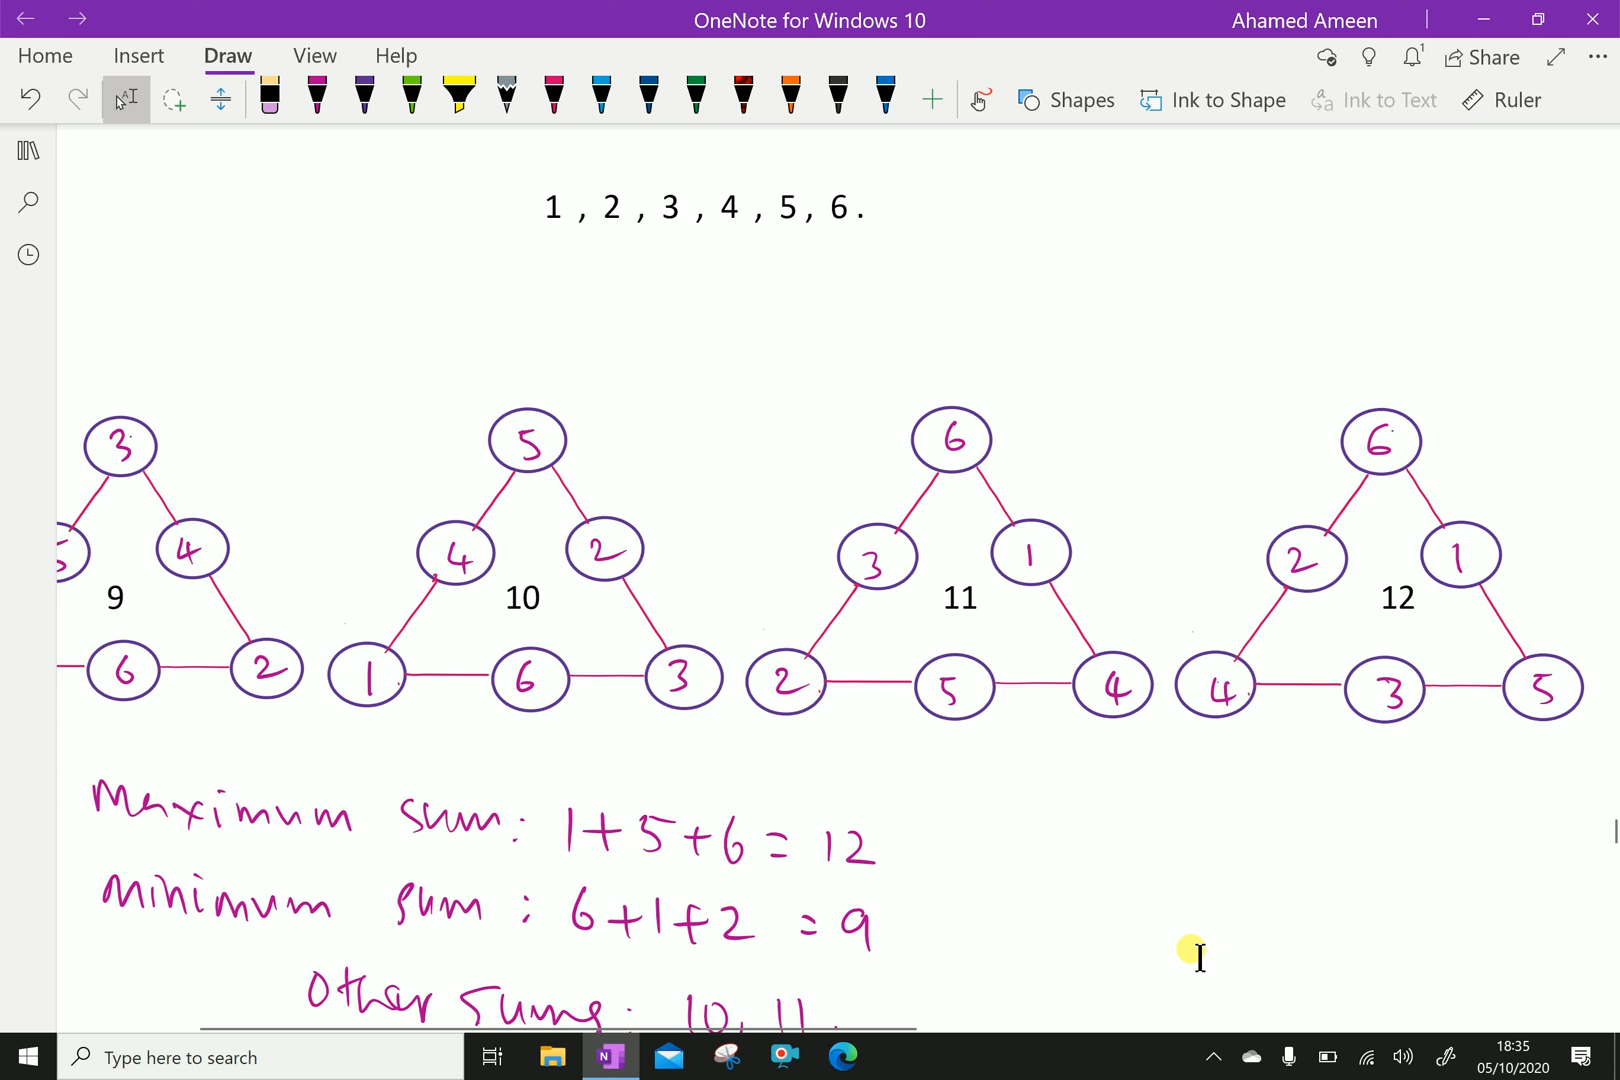 OneNote for Windows 10
Ahamed Ameen
Home Insert Draw View Help
1 Share
Shapes Ink to Shape Ink to Text Ruler
1 , 2 , 3 , 4 , 5 , 6 .
3 5 6 6
5 4 4 2 3 1 2 1
9 10 11 12
6 2 1 6 3 2 5 4 4 3 5
Maximum sum: 1+5+6= 12
Minimum sum : 6+1+2 = 9
Other sums: 10, 11.
Type here to search
18:35
05/10/2020